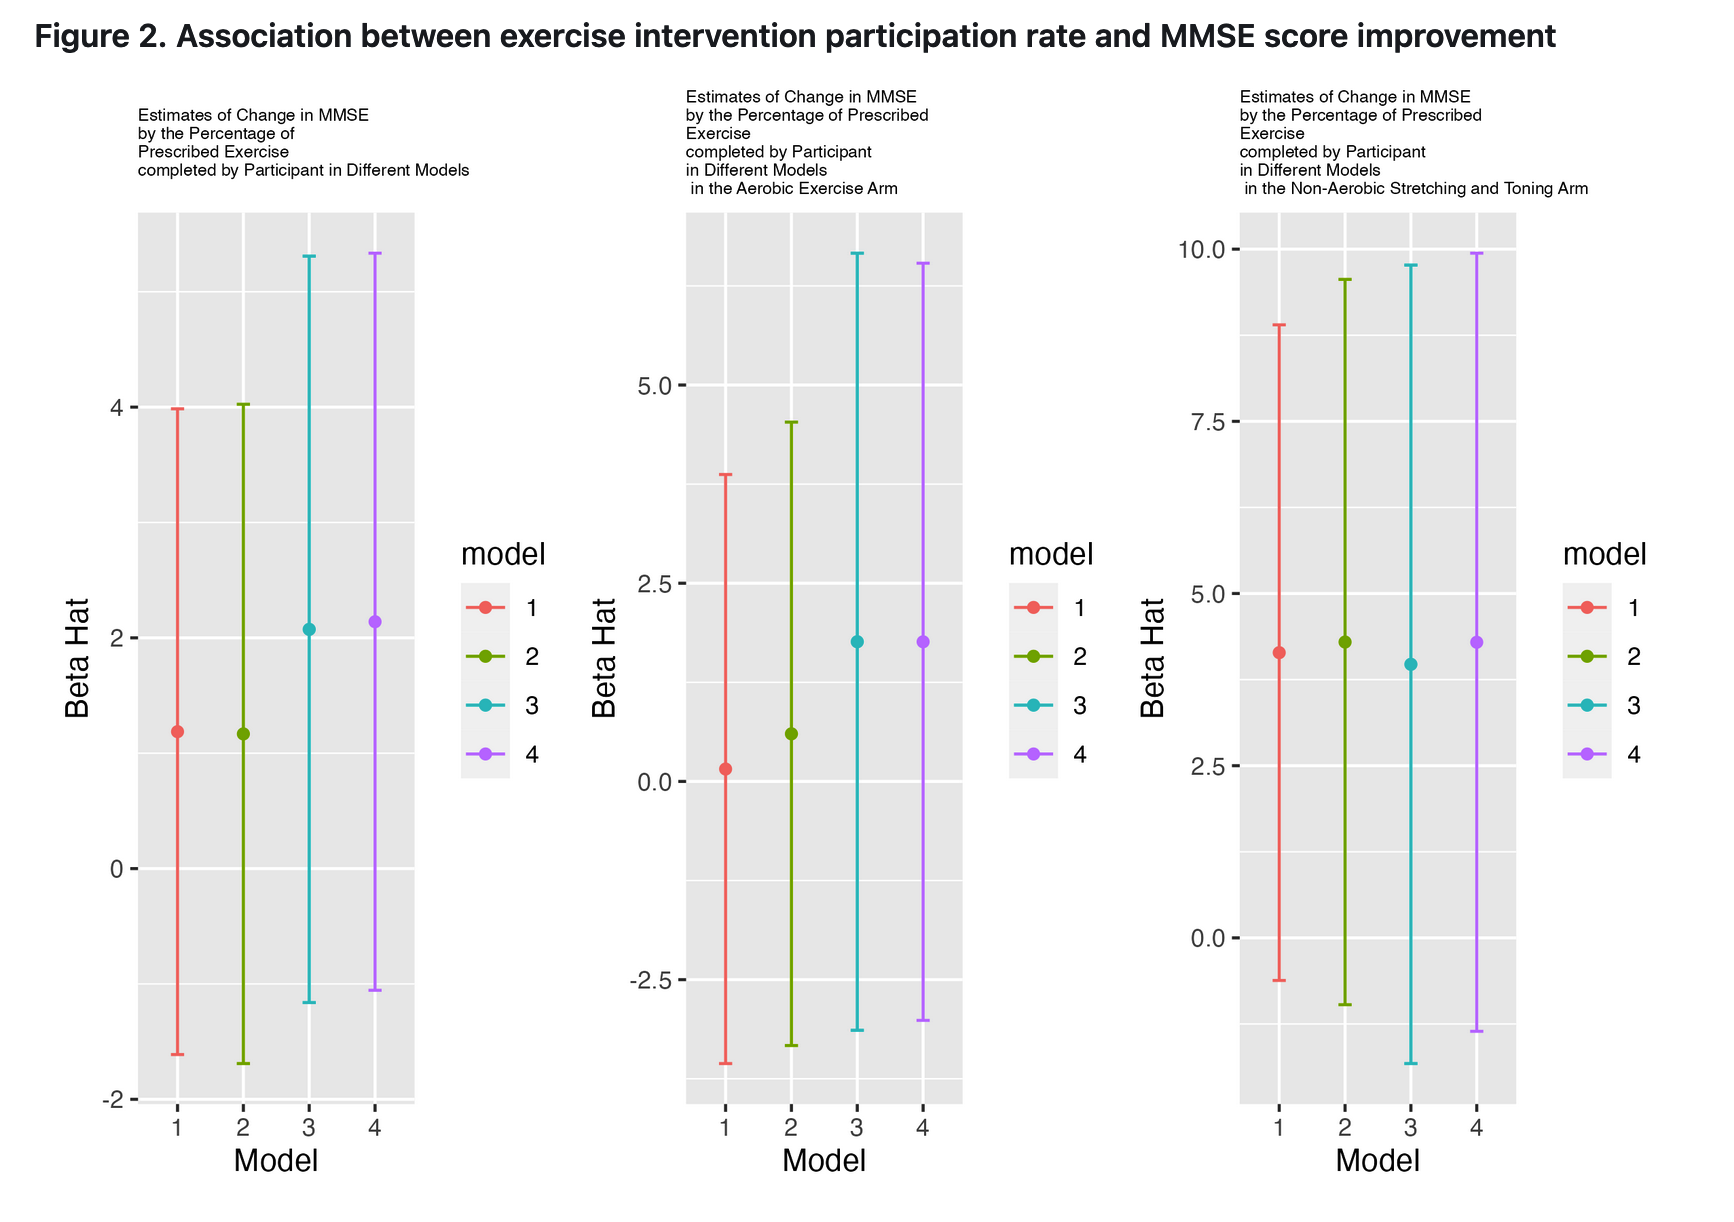 Figure 2. Association between exercise intervention participation rate and MMSE score improvement
Estimates of Change in MMSE
by the Percentage of
Prescribed Exercise
completed by Participant in Different Models
4
2
0
-2
Beta Hat
1 2 3 4
Model
model
1
2
3
4
Estimates of Change in MMSE
by the Percentage of Prescribed
Exercise
completed by Participant
in Different Models
in the Aerobic Exercise Arm
5.0
2.5
0.0
-2.5
Beta Hat
1 2 3 4
Model
model
1
2
3
4
Estimates of Change in MMSE
by the Percentage of Prescribed
Exercise
completed by Participant
in Different Models
in the Non-Aerobic Stretching and Toning Arm
10.0
7.5
5.0
2.5
0.0
Beta Hat
1 2 3 4
Model
model
1
2
3
4